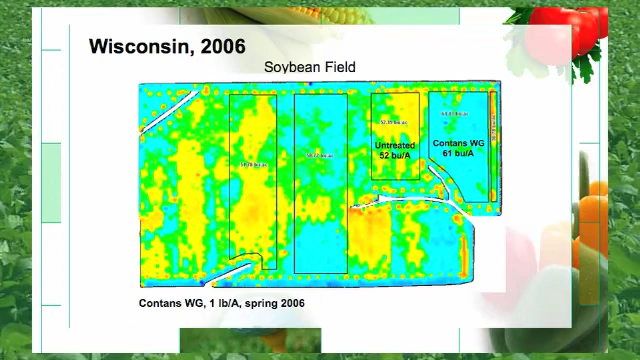 Wisconsin, 2006
Soybean Field
Untreated
52 bu/A
Contans WG
61 bu/A
Contans WG, 1 lb/A, spring 2006